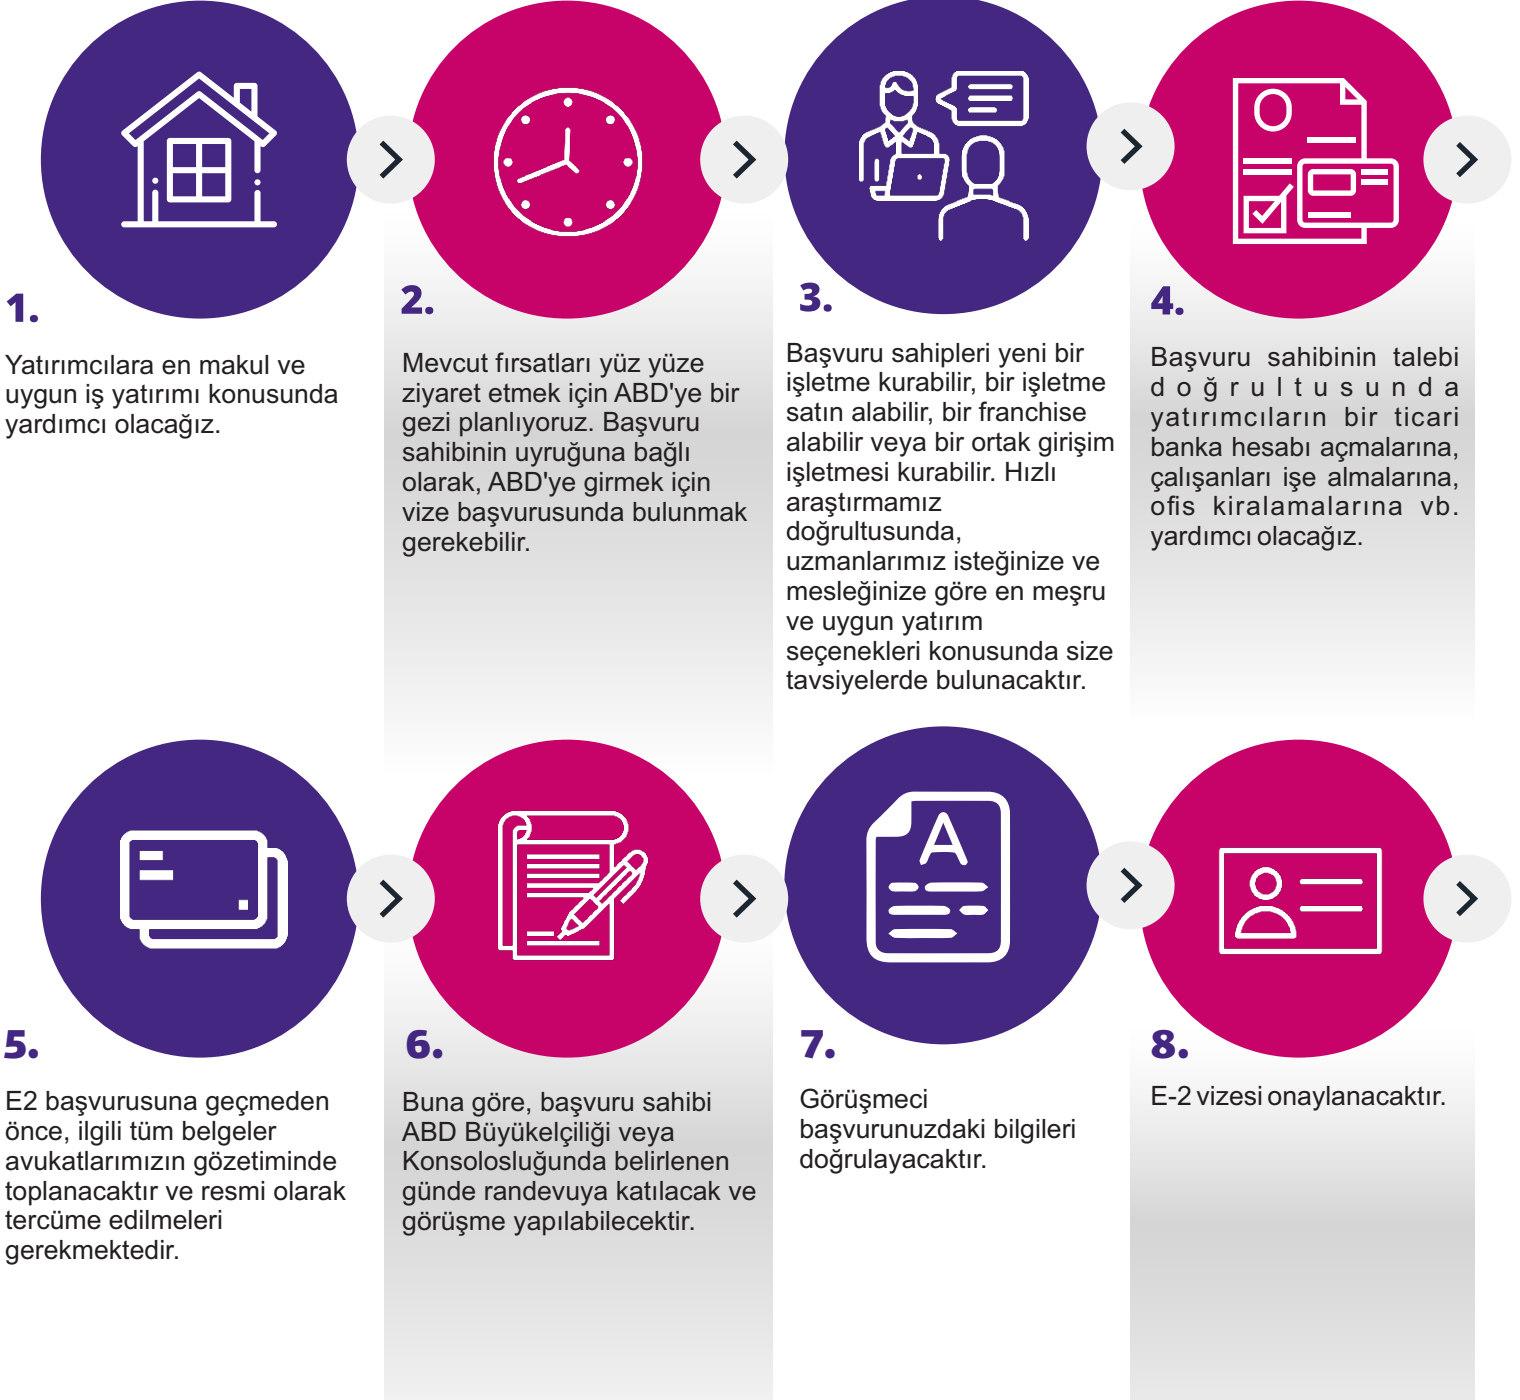 1.
Yatırımcılara en makul ve
uygun iş yatırımı konusunda
yardımcı olacağız.
2.
Mevcut fırsatları yüz yüze
ziyaret etmek için ABD'ye bir
gezi planlıyoruz. Başvuru
sahibinin uyruğuna bağlı
olarak, ABD'ye girmek için
vize başvurusunda bulunmak
gerekebilir.
3.
Başvuru sahipleri yeni bir
işletme kurabilir, bir işletme
satın alabilir, bir franchise
alabilir veya bir ortak girişim
işletmesi kurabilir. Hızlı
araştırmamız
doğrultusunda,
uzmanlarımız isteğinize ve
mesleğinize göre en meşru
ve uygun yatırım
seçenekleri konusunda size
tavsiyelerde bulunacaktır.
4.
Başvuru sahibinin talebi
doğrultusunda
yatırımcıların bir ticari
banka hesabı açmalarına,
çalışanları işe almalarına,
ofis kiralamalarına vb.
yardımcı olacağız.
5.
E2 başvurusuna geçmeden
önce, ilgili tüm belgeler
avukatlarımızın gözetiminde
toplanacaktır ve resmi olarak
tercüme edilmeleri
gerekmektedir.
6.
Buna göre, başvuru sahibi
ABD Büyükelçiliği veya
Konsolosluğunda belirlenen
günde randevuya katılacak ve
görüşme yapılabilecektir.
A
7.
Görüşmeci
başvurunuzdaki bilgileri
doğrulayacaktır.
8.
E-2 vizesi onaylanacaktır.